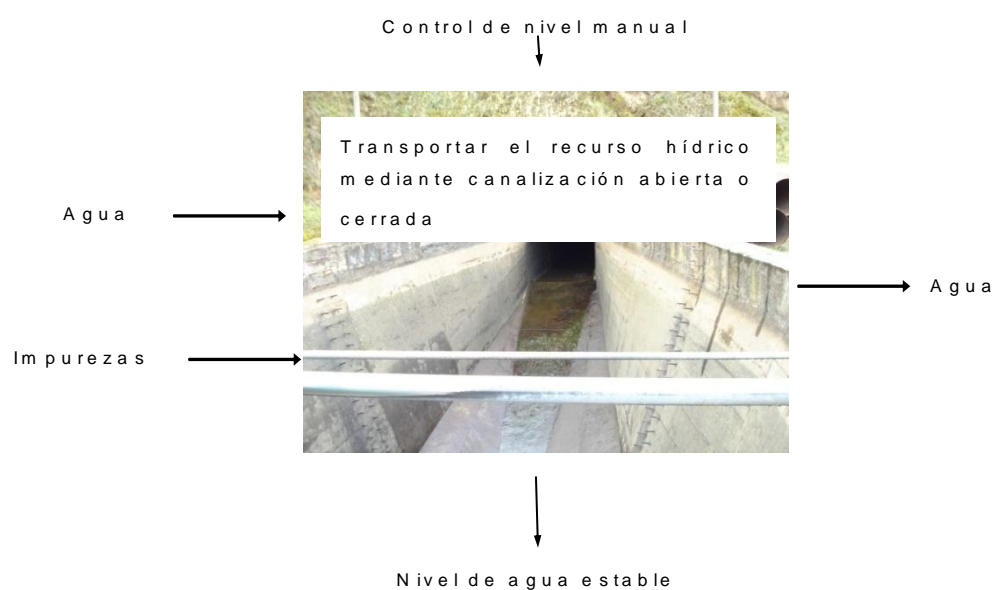 Control de nivel manual
Transportar el recurso hídrico
mediante canalización abierta o
cerrada
Agua
Agua
Impurezas
Nivel de agua estable